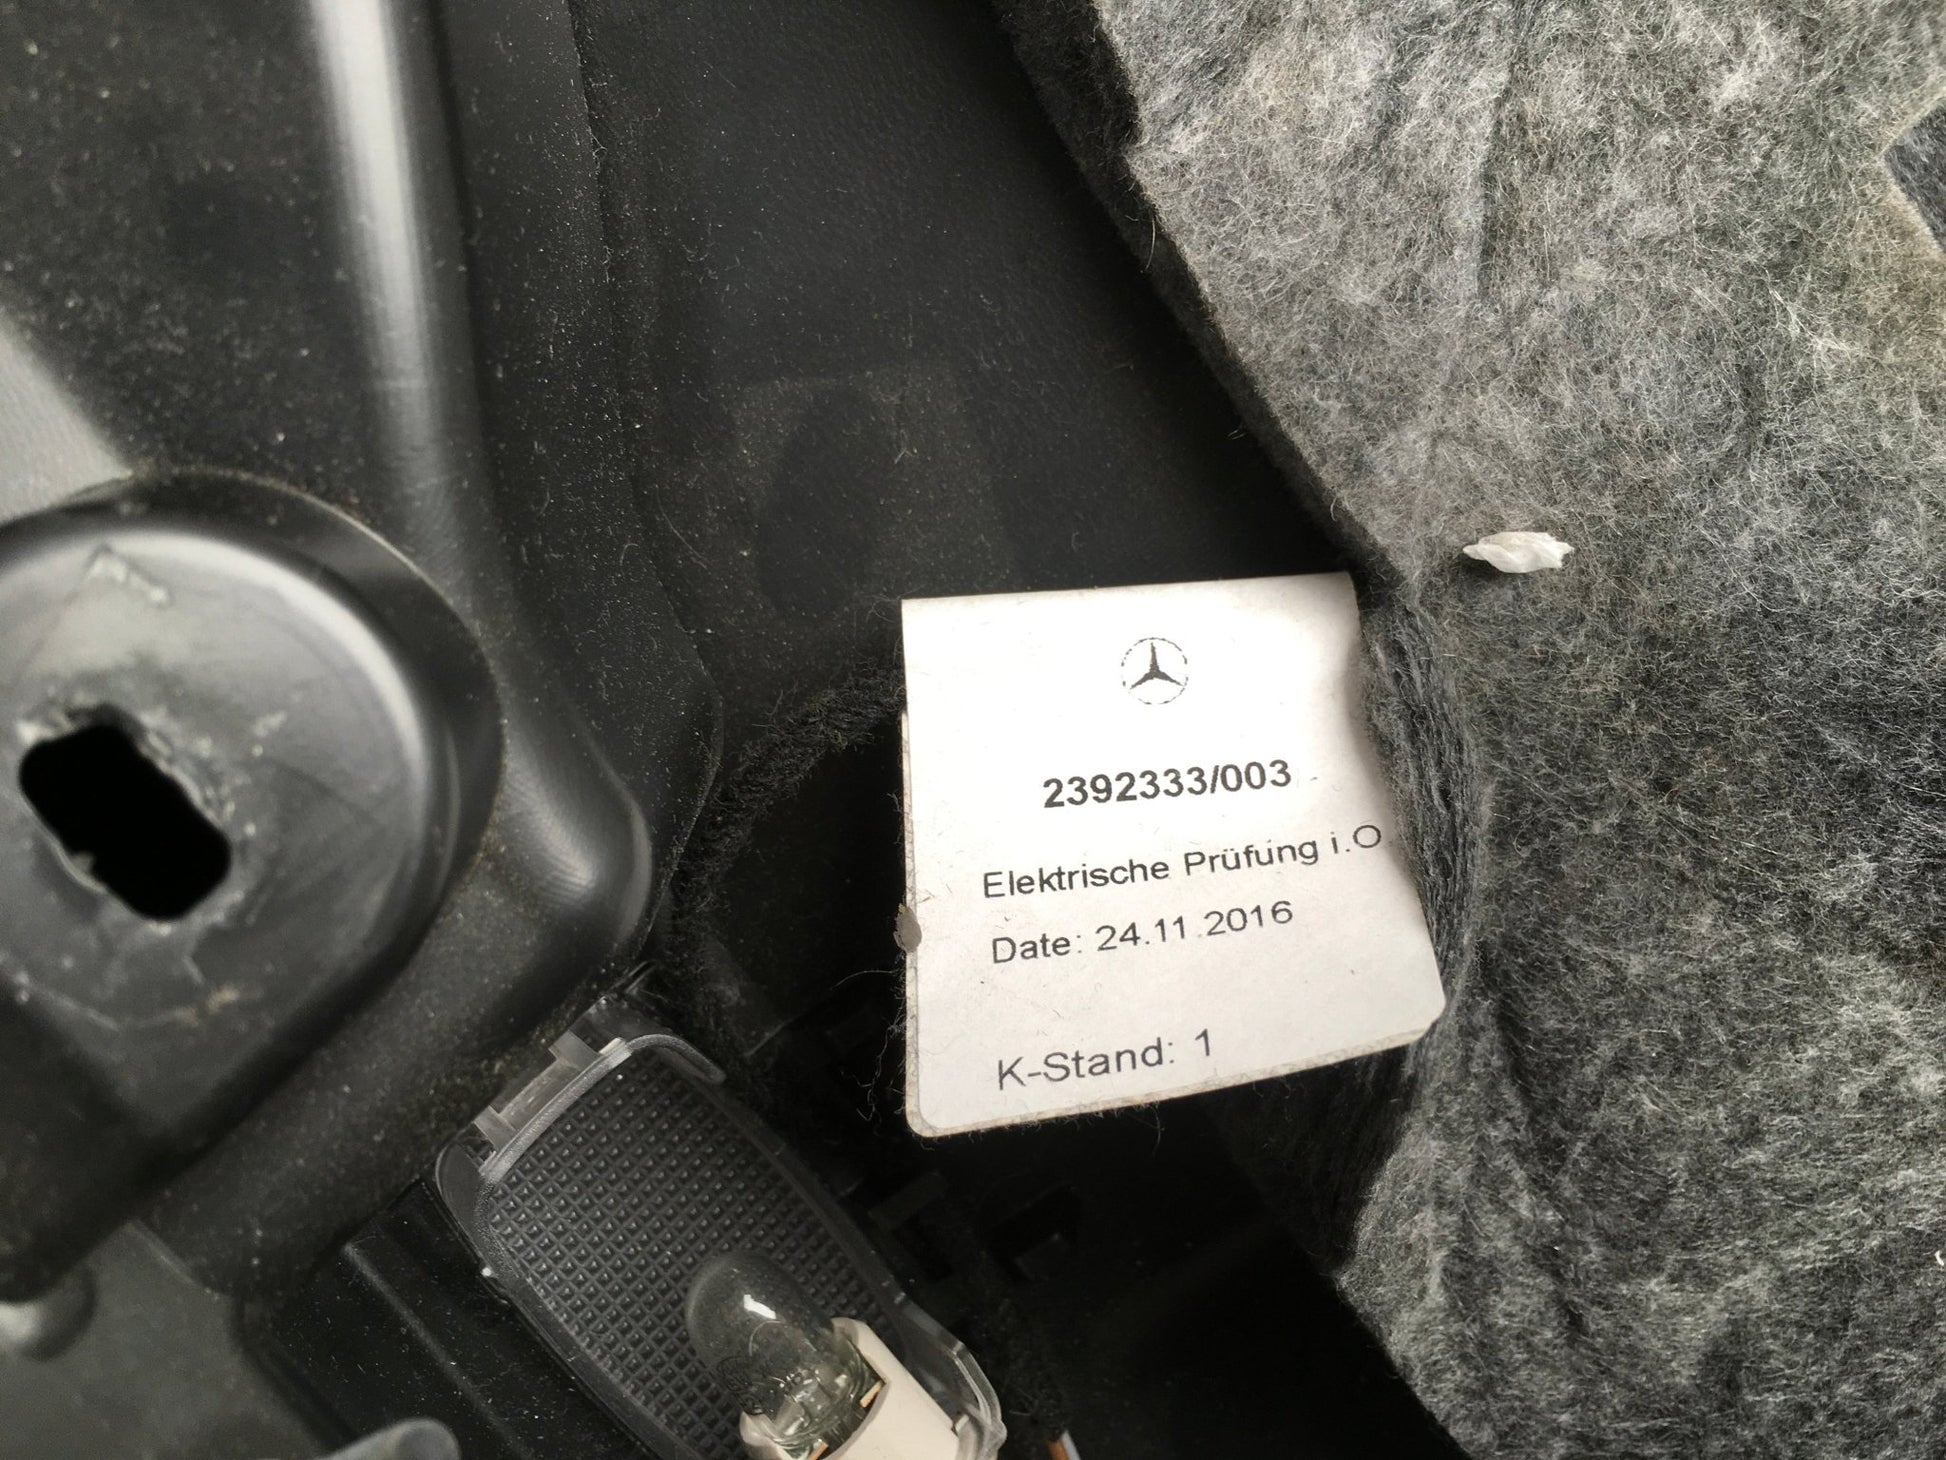 2392333/003
Elektrische Prüfung i.O.
Date: 24.11.2016
K-Stand: 1